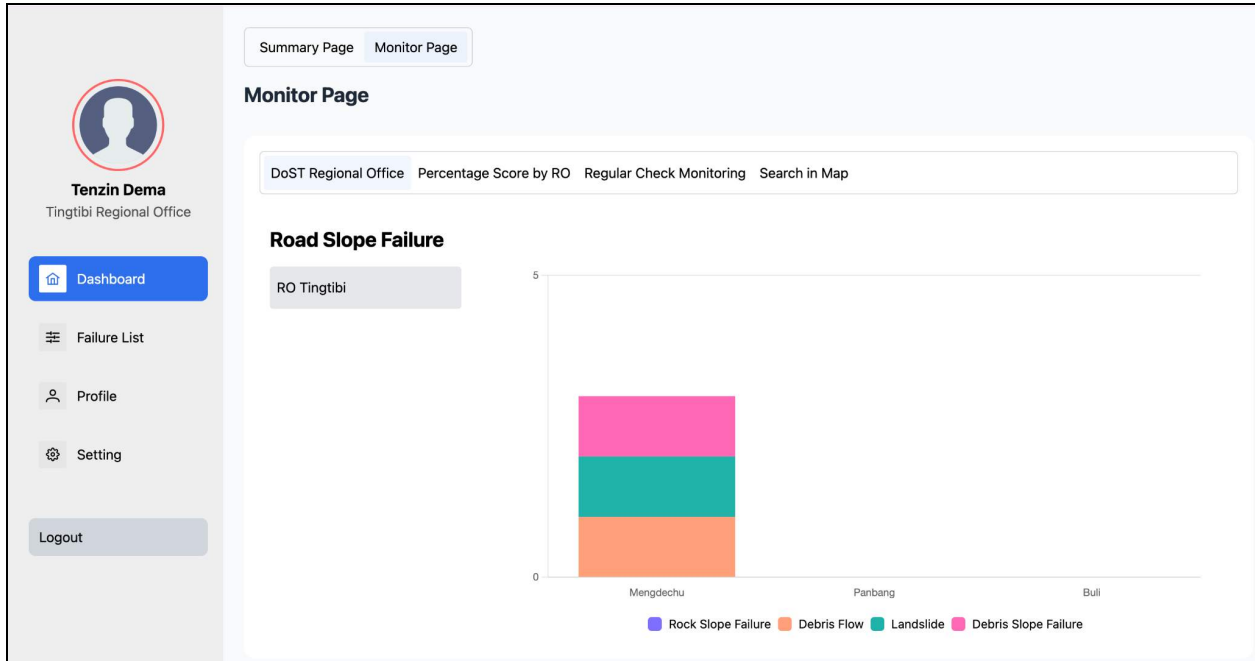 Summary Page Monitor Page
Monitor Page
Tenzin Dema
Tingtibi Regional Office
Dashboard
Failure List
Profile
Setting
Logout
DoST Regional Office Percentage Score by RO Regular Check Monitoring Search in Map
Road Slope Failure
RO Tingtibi
5
0
Mengdechu Panbang Buli
Rock Slope Failure Debris Flow Landslide Debris Slope Failure